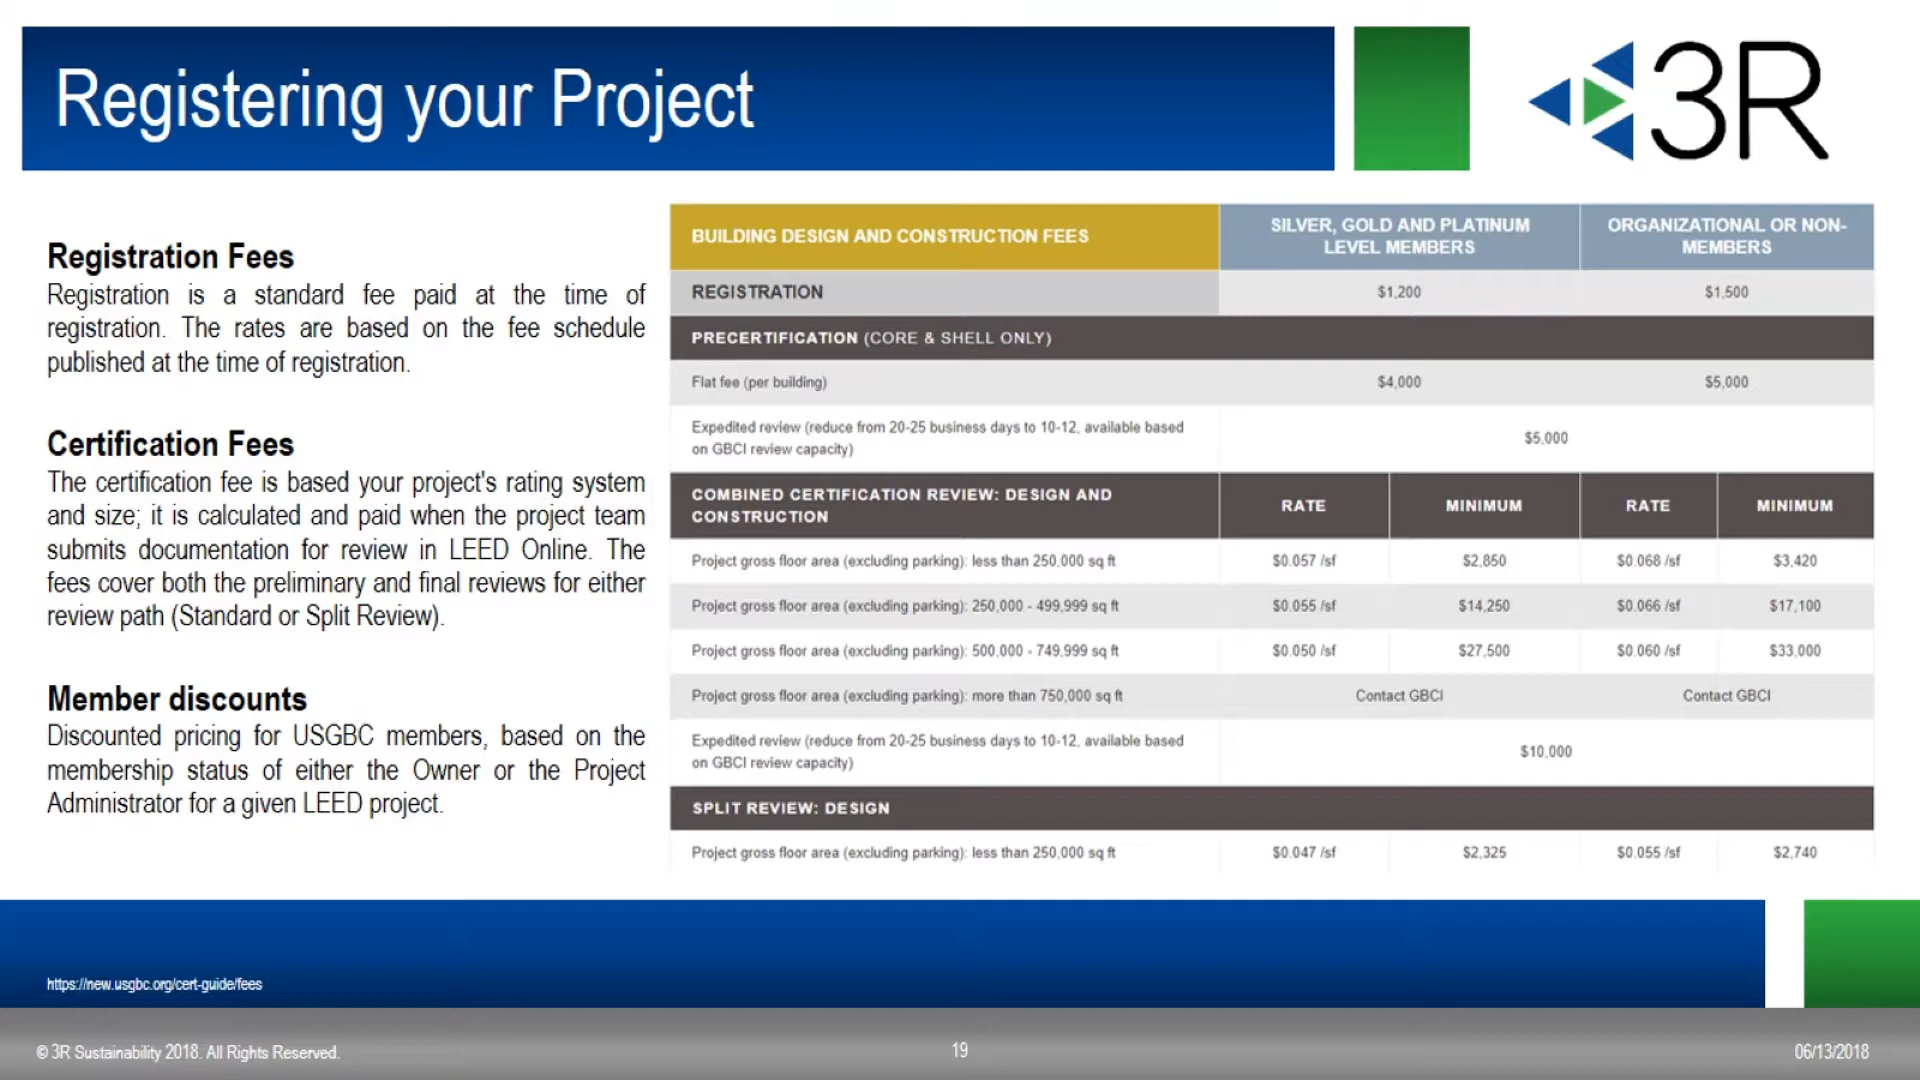 Registering your Project
3R
Registration Fees
Registration is a standard fee paid at the time of
registration. The rates are based on the fee schedule
published at the time of registration.
Certification Fees
The certification fee is based your project's rating system
and size; it is calculated and paid when the project team
submits documentation for review in LEED Online. The
fees cover both the preliminary and final reviews for either
review path (Standard or Split Review).
Member discounts
Discounted pricing for USGBC members, based on the
membership status of either the Owner or the Project
Administrator for a given LEED project.
BUILDING DESIGN AND CONSTRUCTION FEES
SILVER, GOLD AND PLATINUM
LEVEL MEMBERS
ORGANIZATIONAL OR NON-
MEMBERS
REGISTRATION $1,200 $1,500
PRECERTIFICATION (CORE & SHELL ONLY)
Flat fee (per building) $4,000 $5,000
Expedited review (reduce from 20-25 business days to 10-12, available based
on GBCI review capacity)
$5,000
COMBINED CERTIFICATION REVIEW: DESIGN AND
CONSTRUCTION
RATE MINIMUM RATE MINIMUM
Project gross floor area (excluding parking): less than 250,000 sq ft $0.057 /sf $2,850 $0.068 /sf $3,420
Project gross floor area (excluding parking): 250,000 - 499,999 sq ft $0.055 /sf $14,250 $0.066 /sf $17,100
Project gross floor area (excluding parking): 500,000 - 749,999 sq ft $0.050 /sf $27,500 $0.060 /sf $33,000
Project gross floor area (excluding parking): more than 750,000 sq ft Contact GBCI Contact GBCI
Expedited review (reduce from 20-25 business days to 10-12, available based
on GBCI review capacity)
$10,000
SPLIT REVIEW: DESIGN
Project gross floor area (excluding parking): less than 250,000 sq ft $0.047 /sf $2,325 $0.055 /sf $2,740
https://new.usgbc.org/cert-guide/fees
© 3R Sustainability 2018. All Rights Reserved.
19
06/13/2018